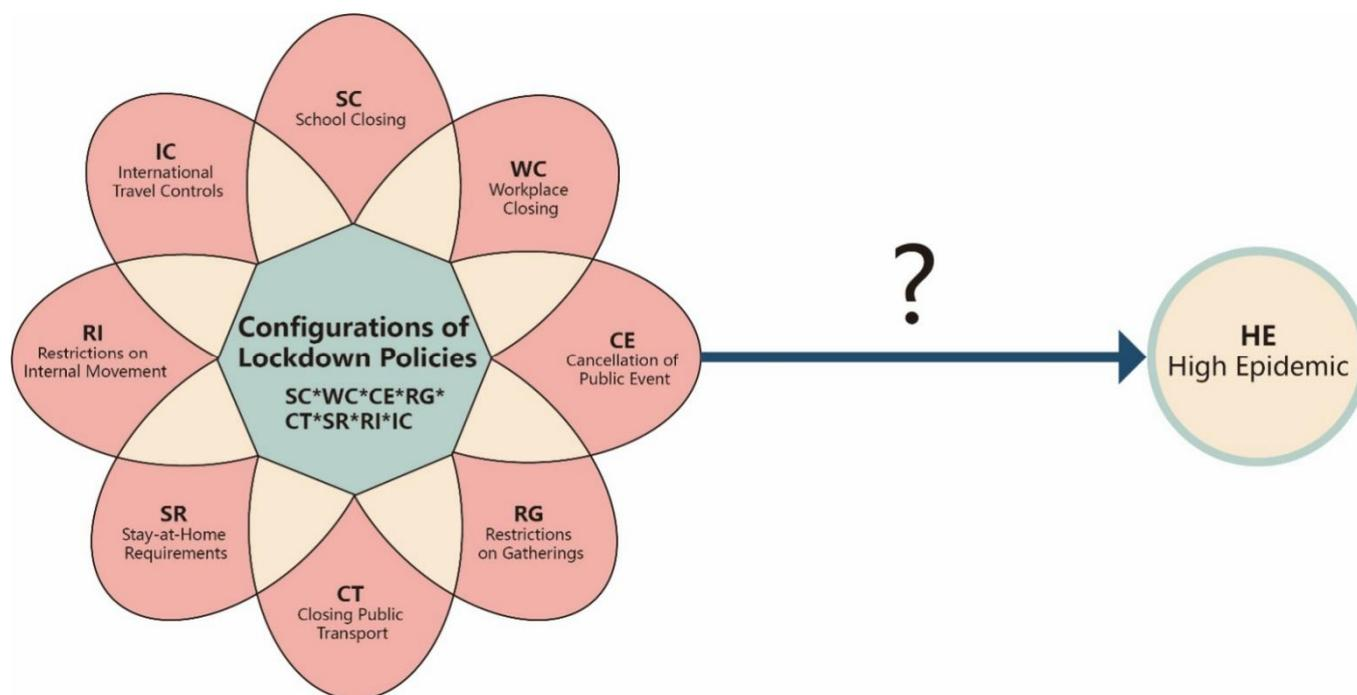 SC
School Closing
IC
International
Travel Controls
WC
Workplace
Closing
RI
Restrictions on
Internal Movement
Configurations of
Lockdown Policies
SC*WC*CE*RG*
CT*SR*RI*IC
CE
Cancellation of
Public Event
?
HE
High Epidemic
SR
Stay-at-Home
Requirements
RG
Restrictions
on Gatherings
CT
Closing Public
Transport